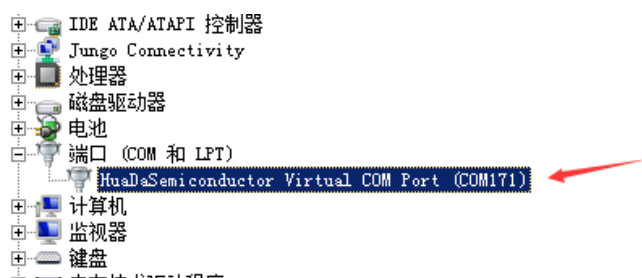 IDE ATA/ATAPI 控制器
Jungo Connectivity
处理器
磁盘驱动器
电池
端口 (COM 和 LPT)
HuaDaSemiconductor Virtual COM Port (COM171)
计算机
监视器
键盘